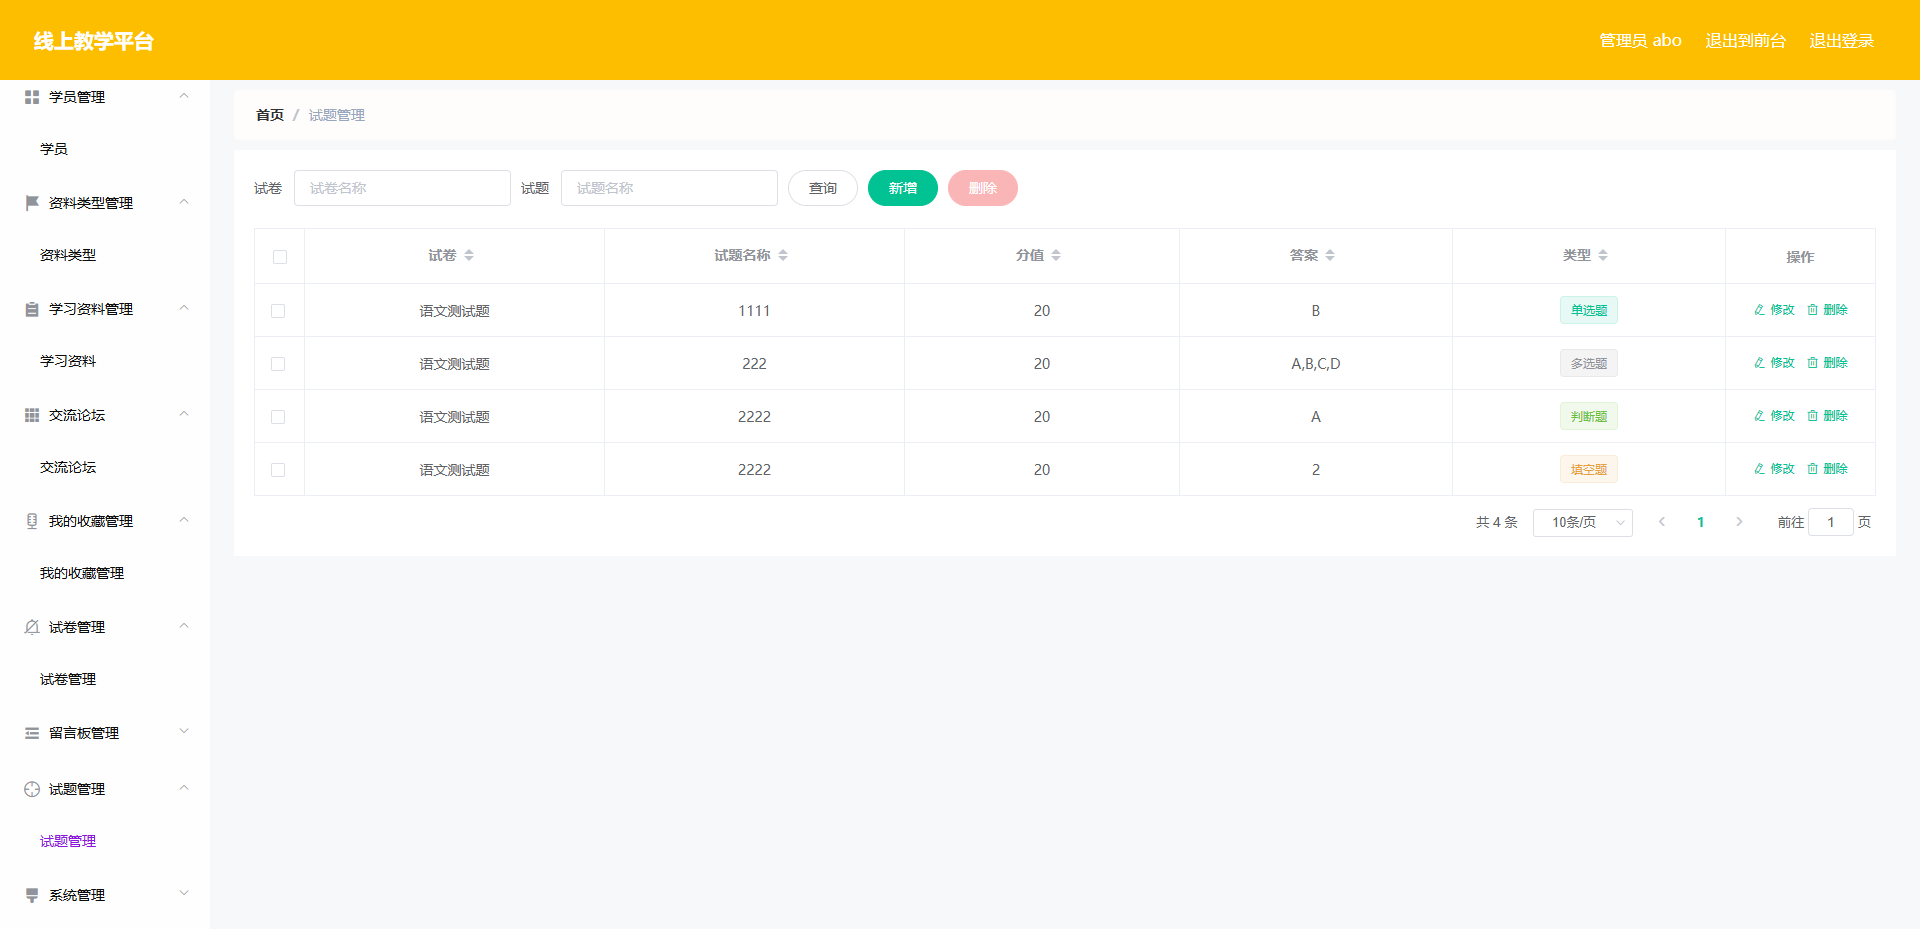 线上教学平台
管理员 abo 退出到前台 退出登录
学员管理
学员
资料类型管理
资料类型
学习资料管理
学习资料
交流论坛
交流论坛
我的收藏管理
我的收藏管理
试卷管理
试卷管理
留言板管理
试题管理
试题管理
系统管理
首页 / 试题管理
试卷 试卷名称 试题 试题名称 查询 新增 删除
试卷 试题名称 分值 答案 类型 操作
语文测试题 1111 20 B 单选题 修改 删除
语文测试题 222 20 A,B,C,D 多选题 修改 删除
语文测试题 2222 20 A 判断题 修改 删除
语文测试题 2222 20 2 填空题 修改 删除
共 4 条 10条/页 1 前往 1 页